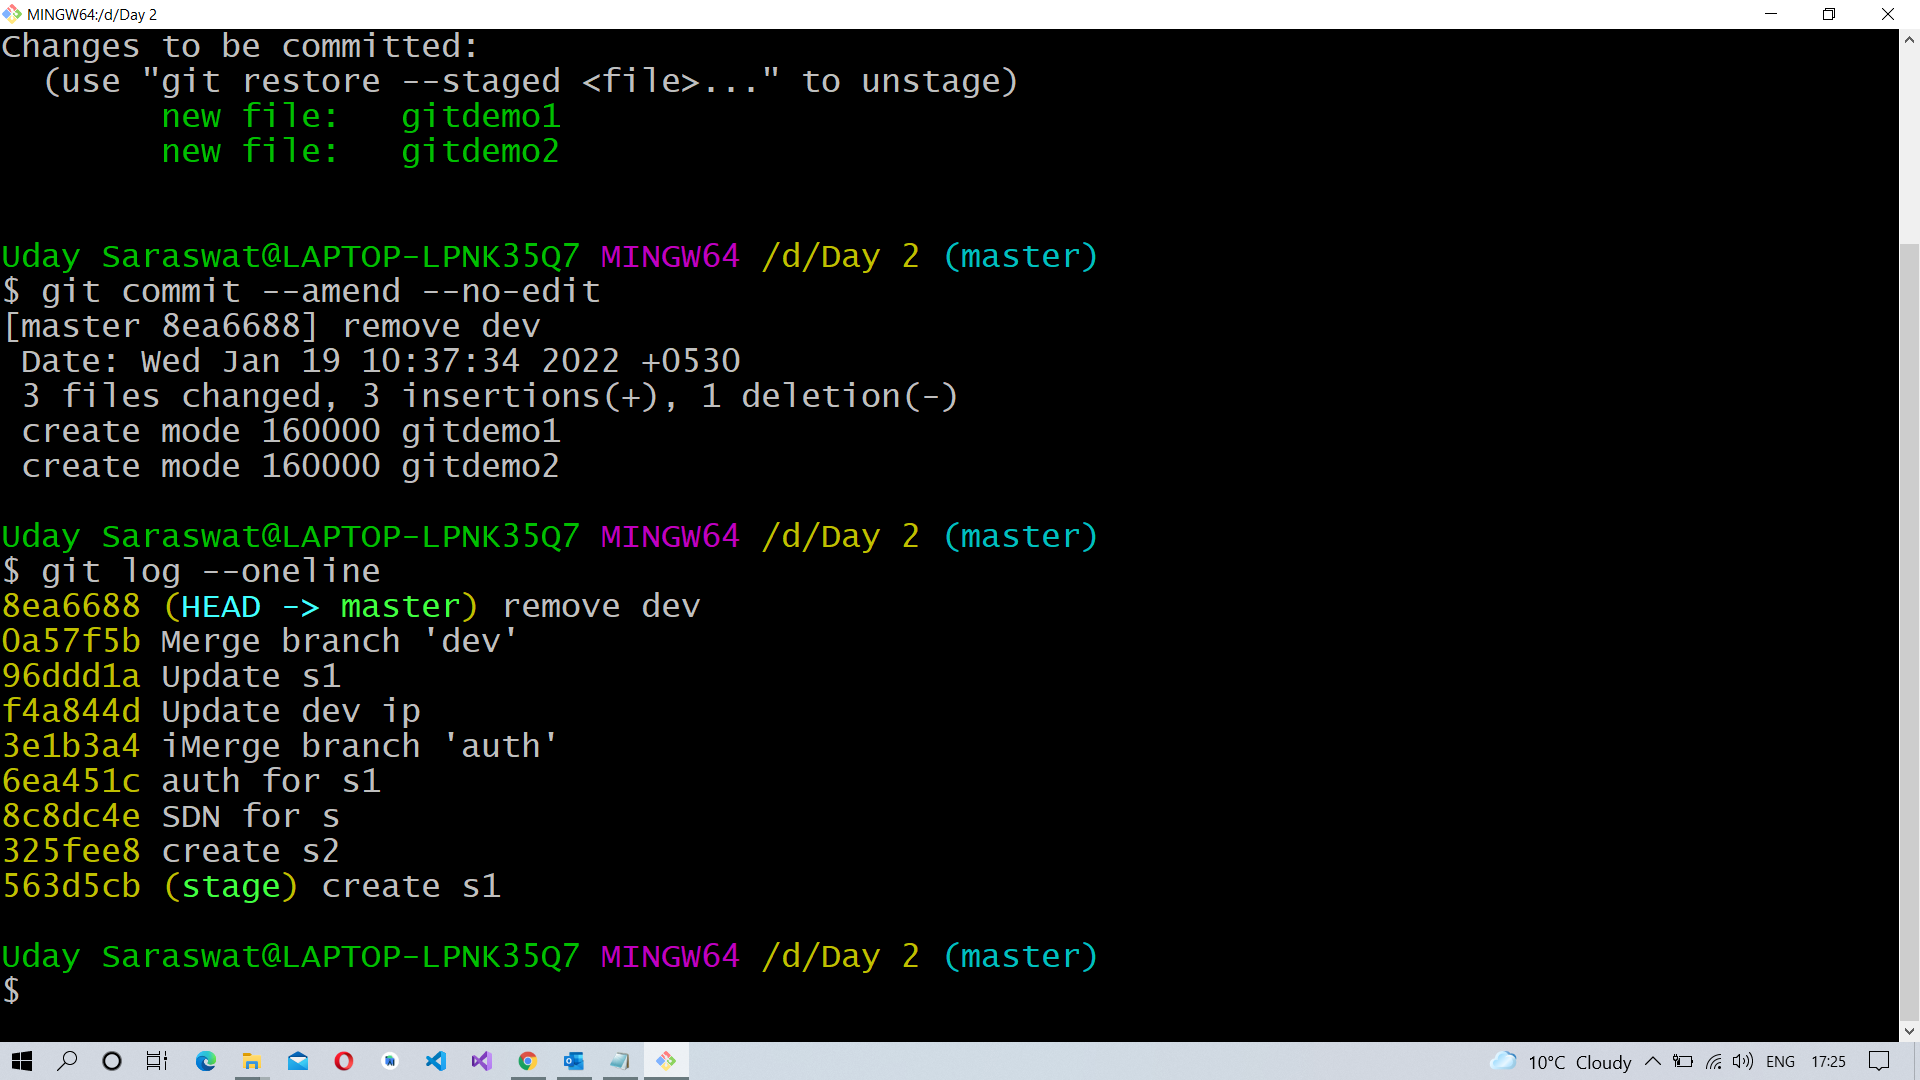 MINGW64:/d/Day 2
Changes to be committed:
  (use "git restore --staged <file>..." to unstage)
        new file:   gitdemo1
        new file:   gitdemo2
Uday Saraswat@LAPTOP-LPNK35Q7 MINGW64 /d/Day 2 (master)
$ git commit --amend --no-edit
[master 8ea6688] remove dev
 Date: Wed Jan 19 10:37:34 2022 +0530
 3 files changed, 3 insertions(+), 1 deletion(-)
 create mode 160000 gitdemo1
 create mode 160000 gitdemo2
Uday Saraswat@LAPTOP-LPNK35Q7 MINGW64 /d/Day 2 (master)
$ git log --oneline
8ea6688 (HEAD -> master) remove dev
0a57f5b Merge branch 'dev'
96ddd1a Update s1
f4a844d Update dev ip
3e1b3a4 iMerge branch 'auth'
6ea451c auth for s1
8c8dc4e SDN for s
325fee8 create s2
563d5cb (stage) create s1
Uday Saraswat@LAPTOP-LPNK35Q7 MINGW64 /d/Day 2 (master)
$
10°C Cloudy ENG 17:25